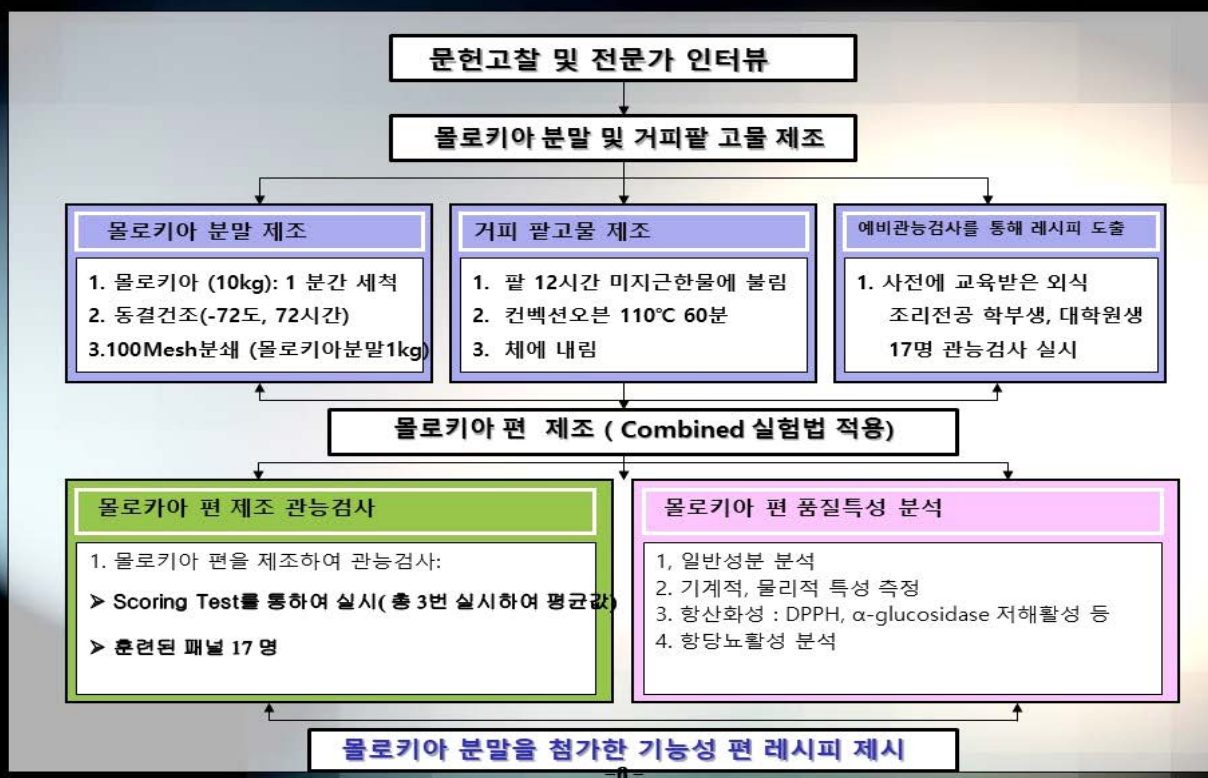 문헌고찰 및 전문가 인터뷰
몰로키아 분말 및 거피팥 고물 제조
몰로키아 분말 제조
1. 몰로키아 (10kg): 1 분간 세척
2. 동결건조(-72도, 72시간)
3.100Mesh분쇄 (몰로키아분말1kg)
거피 팥고물 제조
1. 팥 12시간 미지근한물에 불림
2. 컨벡션오븐 110℃ 60분
3. 체에 내림
예비관능검사를 통해 레시피 도출
1. 사전에 교육받은 외식
조리전공 학부생, 대학원생
17명 관능검사 실시
몰로키아 편 제조 ( Combined 실험법 적용)
몰로카아 편 제조 관능검사
1. 몰로키아 편을 제조하여 관능검사:
➢ Scoring Test를 통하여 실시( 총 3번 실시하여 평균값)
➢ 훈련된 패널 17 명
몰로키아 편 품질특성 분석
1, 일반성분 분석
2. 기계적, 물리적 특성 측정
3. 항산화성 : DPPH, α-glucosidase 저해활성 등
4. 항당뇨활성 분석
몰로키아 분말을 첨가한 기능성 편 레시피 제시